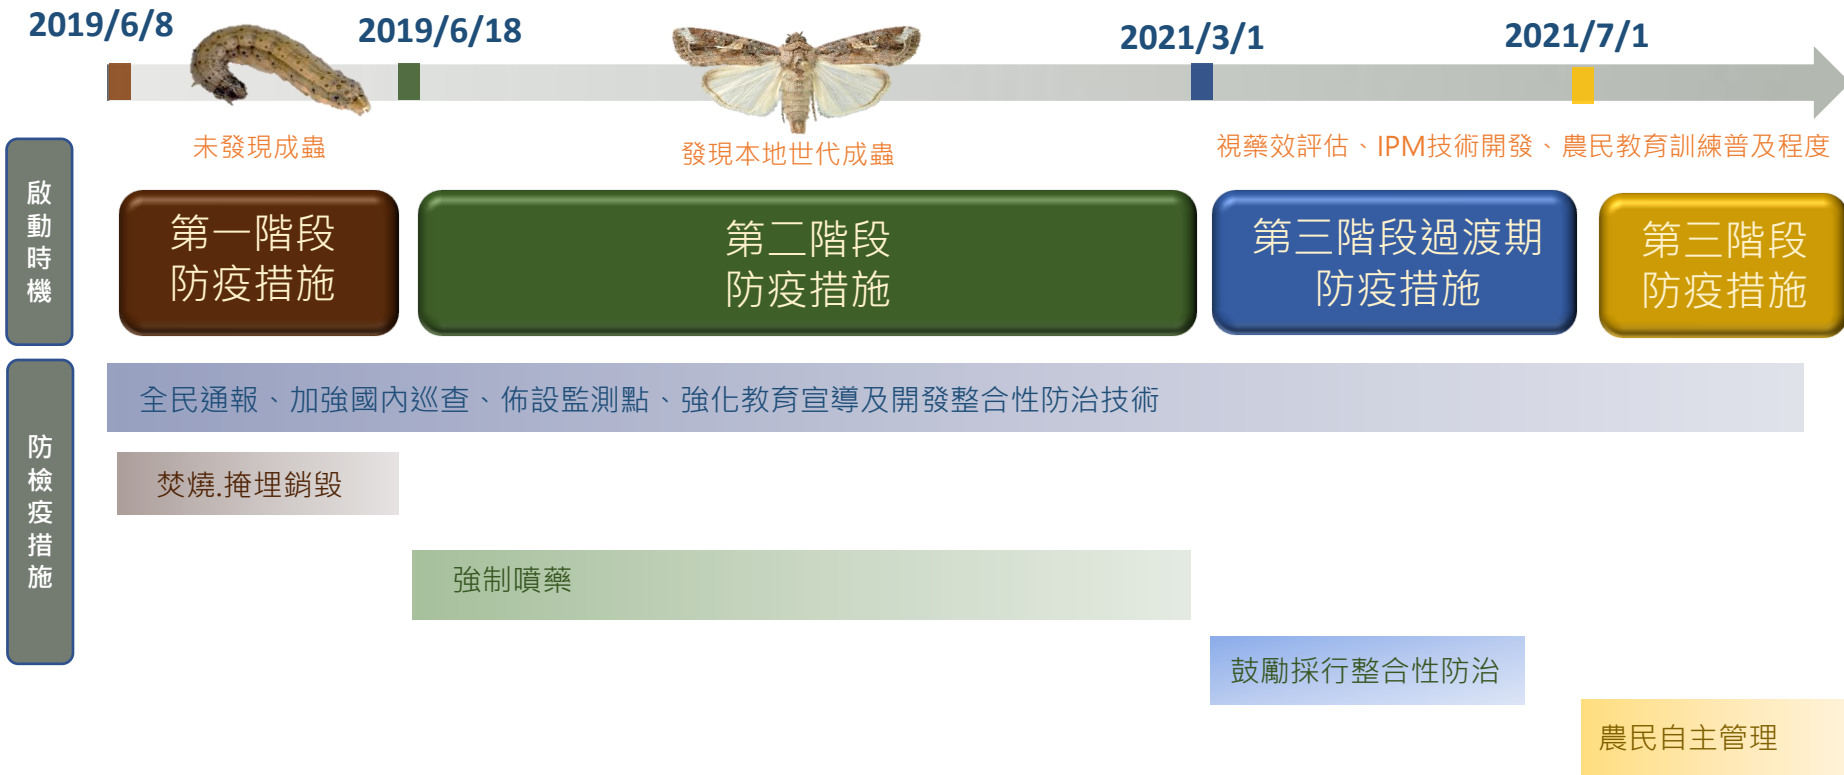 2019/6/8
2019/6/18
2021/3/1
2021/7/1
未發現成蟲
發現本地世代成蟲
視藥效評估、IPM技術開發、農民教育訓練普及程度
啟動時機
第一階段
防疫措施
第二階段
防疫措施
第三階段過渡期
防疫措施
第三階段
防疫措施
防檢疫措施
全民通報、加強國內巡查、佈設監測點、強化教育宣導及開發整合性防治技術
焚燒.掩埋銷毀
強制噴藥
鼓勵採行整合性防治
農民自主管理